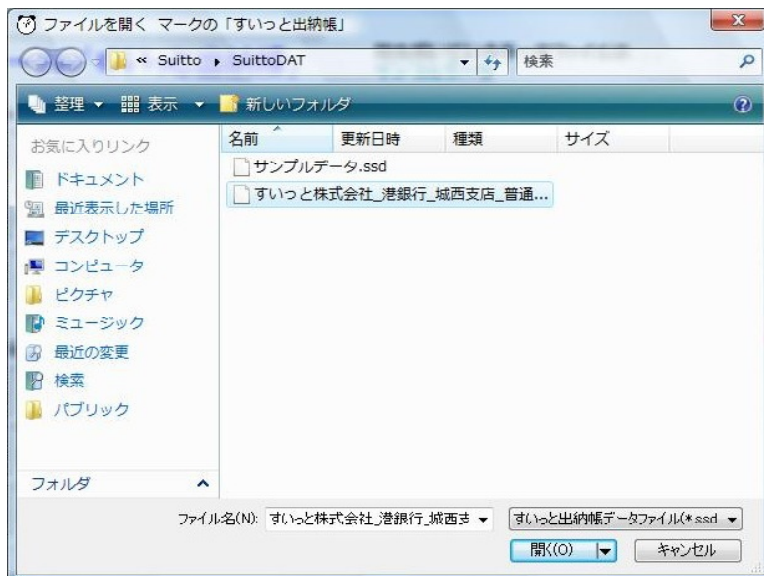 ファイルを開く マークの「すいっと出納帳」
« Suitto ▸ SuittoDAT
検索
整理 表示 新しいフォルダ
お気に入りリンク
ドキュメント
最近表示した場所
デスクトップ
コンピュータ
ピクチャ
ミュージック
最近の変更
検索
パブリック
フォルダ
名前 更新日時 種類 サイズ
サンプルデータ.ssd
すいっと株式会社_港銀行_城西支店_普通...
ファイル名(N): すいっと株式会社_港銀行_城西支
すいっと出納帳データファイル(*.ssd
開く(O) キャンセル